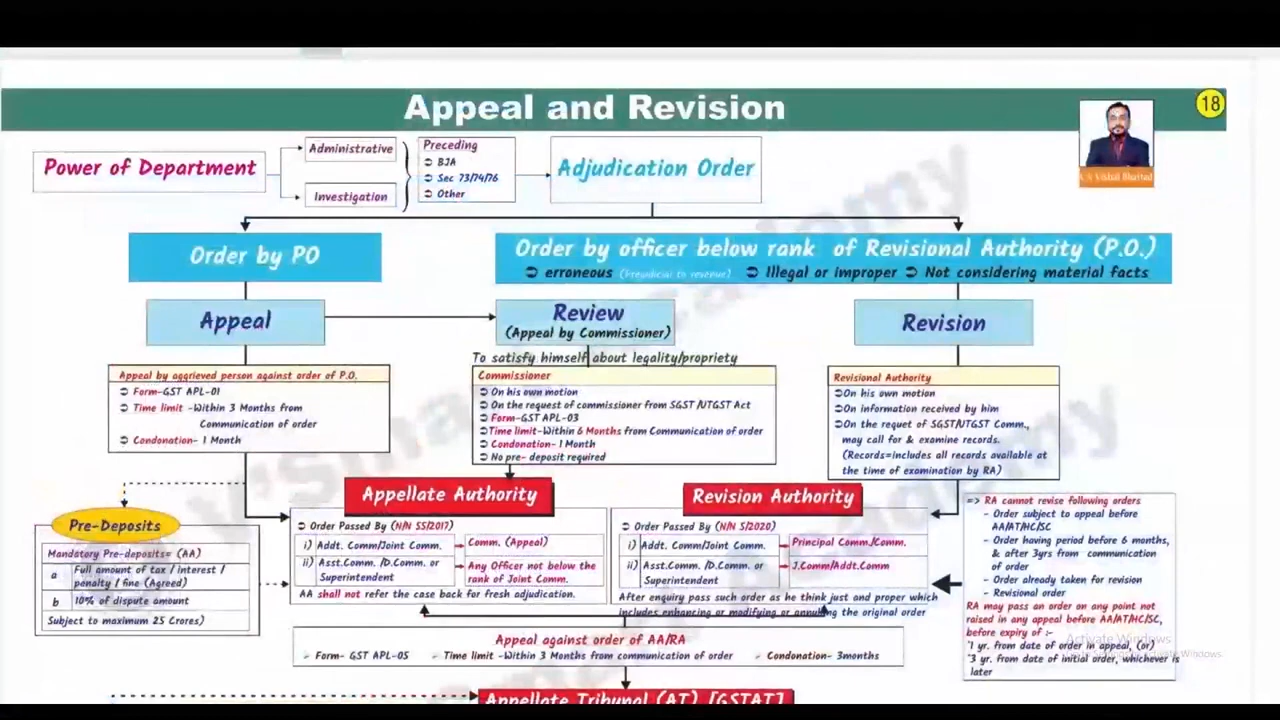 Appeal and Revision
18
Power of Department
Administrative
Investigation
Preceding
➲ BJA
➲ Sec 73/74/76
➲ Other
Adjudication Order
Order by PO
Order by officer below rank of Revisional Authority (P.O.)
➲ erroneous (Prejudicial to revenue) ➲ Illegal or improper ➲ Not considering material facts
Appeal
Review
(Appeal by Commissioner)
Revision
To satisfy himself about legality/propriety
Appeal by aggrieved person against order of P.O.
➲ Form-GST APL-01
➲ Time limit -Within 3 Months from
Communication of order
➲ Condonation- 1 Month
Commissioner
➲ On his own motion
➲ On the request of commissioner from SGST /UTGST Act
➲ Form-GST APL-03
➲Time limit-Within 6 Months from Communication of order
➲ Condonation- 1 Month
➲ No pre- deposit required
Revisional Authority
➲On his own motion
➲On information received by him
➲On the requet of SGST/UTGST Comm.,
may call for & examine records.
(Records=includes all records available at
the time of examination by RA)
Appellate Authority
➲ Order Passed By (N/N 55/2017)
i) Addt. Comm/Joint Comm.
Comm. (Appeal)
ii) Asst.Comm. /D.Comm. or
Superintendent
Any Officer not below the
rank of Joint Comm.
AA shall not refer the case back for fresh adjudication.
Revision Authority
➲ Order Passed By (N/N 5/2020)
i) Addt. Comm/Joint Comm.
Principal Comm./Comm.
ii) Asst.Comm. /D.Comm. or
Superintendent
J.Comm/Addt.Comm
After enquiry pass such order as he think just and proper which
includes enhancing or modifying or annulling the original order
=> RA cannot revise following orders
- Order subject to appeal before
AA/AT/HC/SC
- Order having period before 6 months,
& after 3yrs from communication
of order
- Order already taken for revision
- Revisional order
RA may pass an order on any point not
raised in any appeal before AA/AT/HC/SC,
before expiry of :-
*1 yr. from date of order in appeal, (or)
*3 yr. from date of initial order, whichever is
later
Pre-Deposits
Mandatory Pre-deposits= (AA)
a Full amount of tax / interest /
penalty / fine (Agreed)
b 10% of dispute amount
Subject to maximum 25 Crores)
Appeal against order of AA/RA
Form- GST APL-05 Time limit -Within 3 Months from communication of order Condonation- 3months
Appellate Tribunal (AT) [GSTAT]
Activate Windows